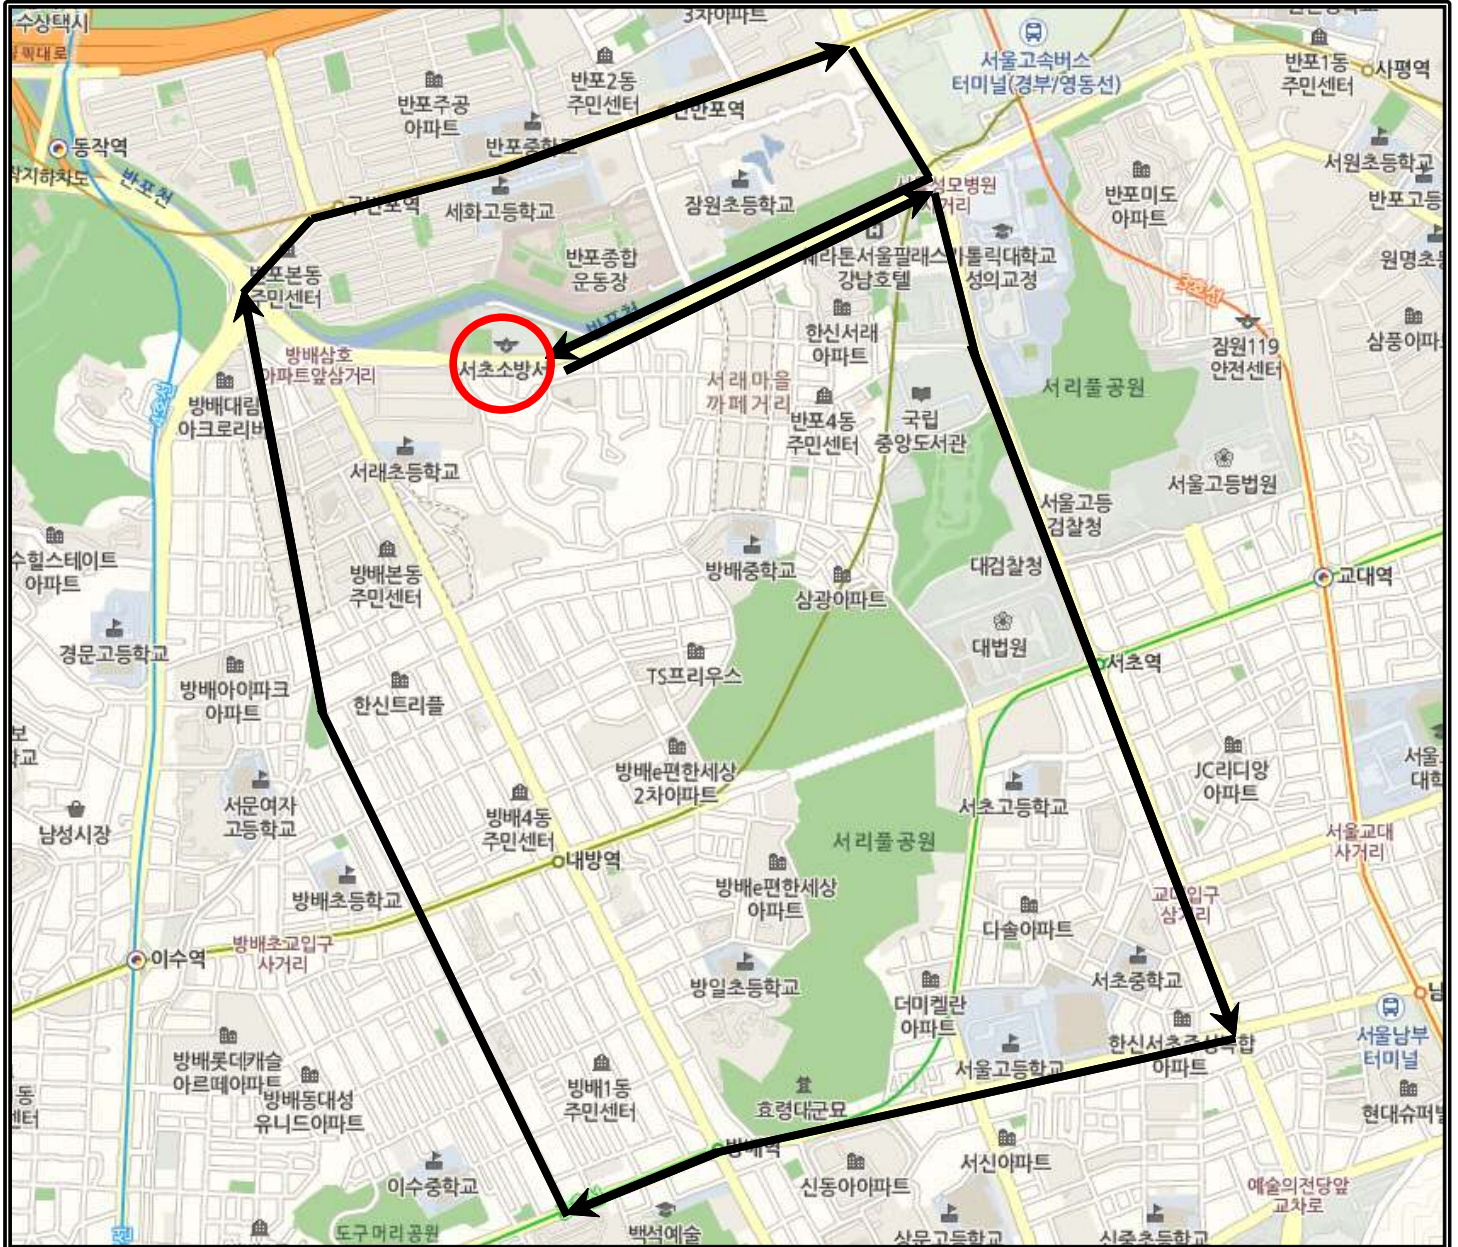 수상택시
3차아파트
서울고속버스
터미널(경부/영동선)
반포1동
주민센터
사평역
반포2동
주민센터
반포주공
아파트
반포중학교
동작역
반포천
구반포역
세화고등학교
잠원초등학교
사거리
반포미도
아파트
서원초등학교
반포고등
반포본동
주민센터
반포종합
운동장
반포천
강남호텔
성의교정
3호선
원명초등
방배삼호
아파트앞삼거리
서초소방서
한신서래
아파트
잠원119
안전센터
삼풍아파
방배대림
아크로리버
4호선
서래마을
까페거리
반포4동
주민센터
국립
중앙도서관
서리풀공원
서래초등학교
서울고등법원
서울고등
검찰청
방배본동
주민센터
방배중학교
삼광아파트
대검찰청
교대역
아파트
경문고등학교
TS프리우스
대법원
서초역
방배아이파크
아파트
한신트리플
서문여자
고등학교
방배e편한세상
2차아파트
JC리디앙
아파트
남성시장
방배4동
주민센터
서초고등학교
서리풀공원
서울교대
사거리
내방역
방배초등학교
방배e편한세상
아파트
교대입구
삼거리
다솔아파트
이수역
방배초교입구
사거리
방일초등학교
서초중학교
더미켈란
아파트
방배롯데캐슬
아르떼아파트
방배동대성
유니드아파트
방배1동
주민센터
서울고등학교
한신서초주상복합
아파트
서울남부
터미널
효령대군묘
현대슈퍼빌
방배역
이수중학교
신동아아파트
서신아파트
예술의전당앞
교차로
도구머리공원
백석예술
상문고등학교
신중초등학교